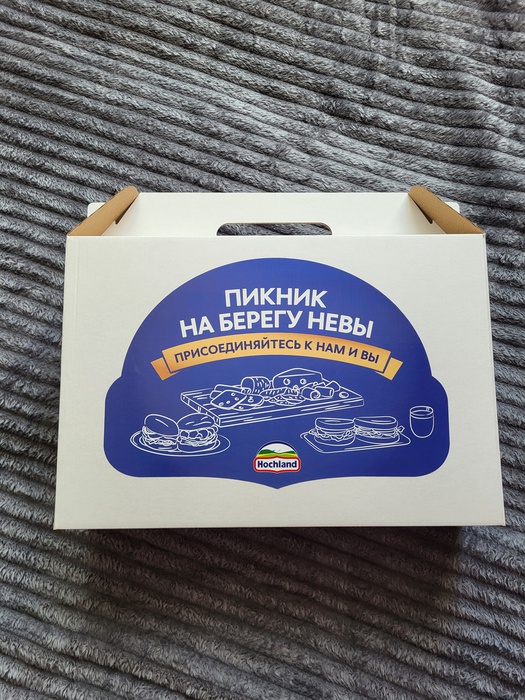 ПИКНИК
НА БЕРЕГУ НЕВЫ
ПРИСОЕДИНЯЙТЕСЬ К НАМ И ВЫ
Hochland